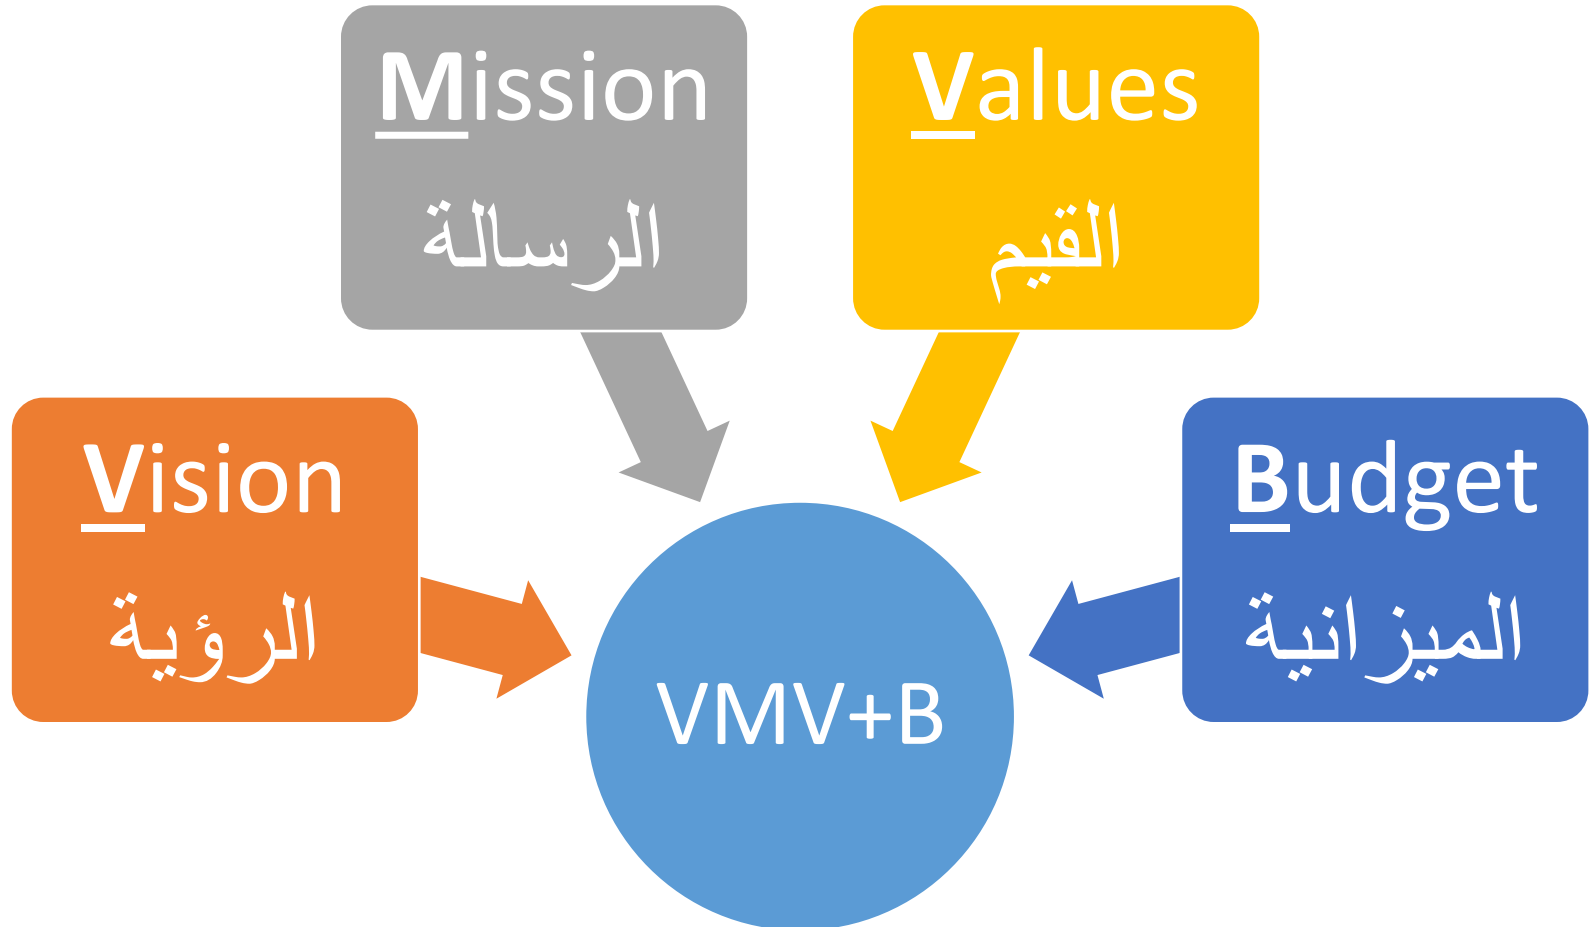 Mission
الرسالة
Values
القيم
Vision
الرؤية
Budget
الميزانية
VMV+B